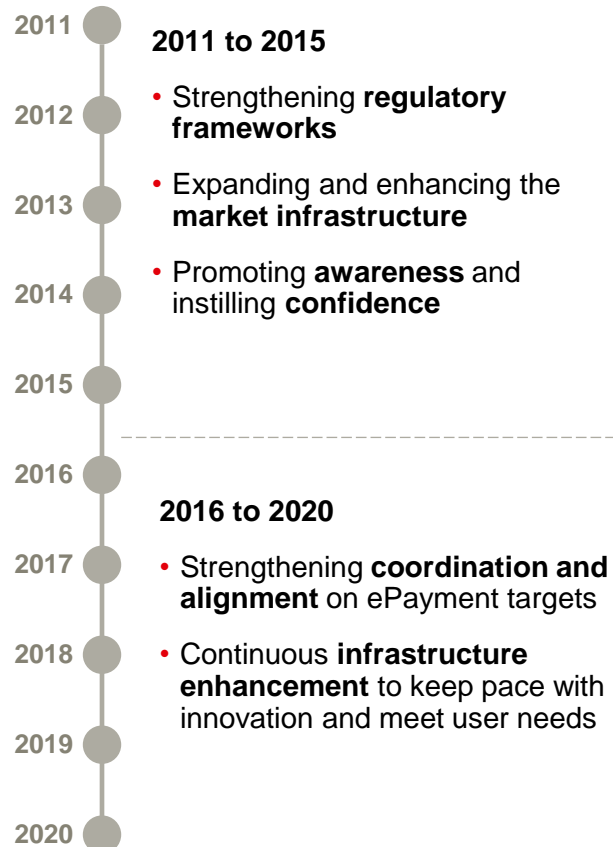 2011
2012
2013
2014
2015
2016
2017
2018
2019
2020
2011 to 2015
• Strengthening regulatory
frameworks
• Expanding and enhancing the
market infrastructure
• Promoting awareness and
instilling confidence
2016 to 2020
• Strengthening coordination and
alignment on ePayment targets
• Continuous infrastructure
enhancement to keep pace with
innovation and meet user needs